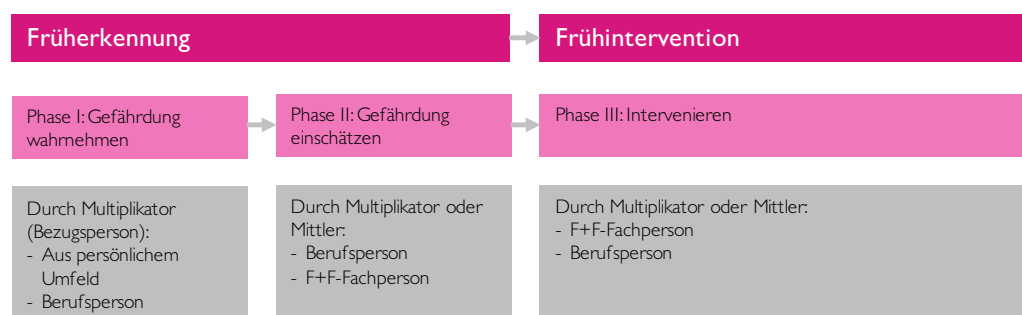 Früherkennung
Frühintervention
Phase I: Gefährdung
wahrnehmen
Phase II: Gefährdung
einschätzen
Phase III: Intervenieren
Durch Multiplikator
(Bezugsperson):
- Aus persönlichem
Umfeld
- Berufsperson
Durch Multiplikator oder
Mittler:
- Berufsperson
- F+F-Fachperson
Durch Multiplikator oder Mittler:
- F+F-Fachperson
- Berufsperson